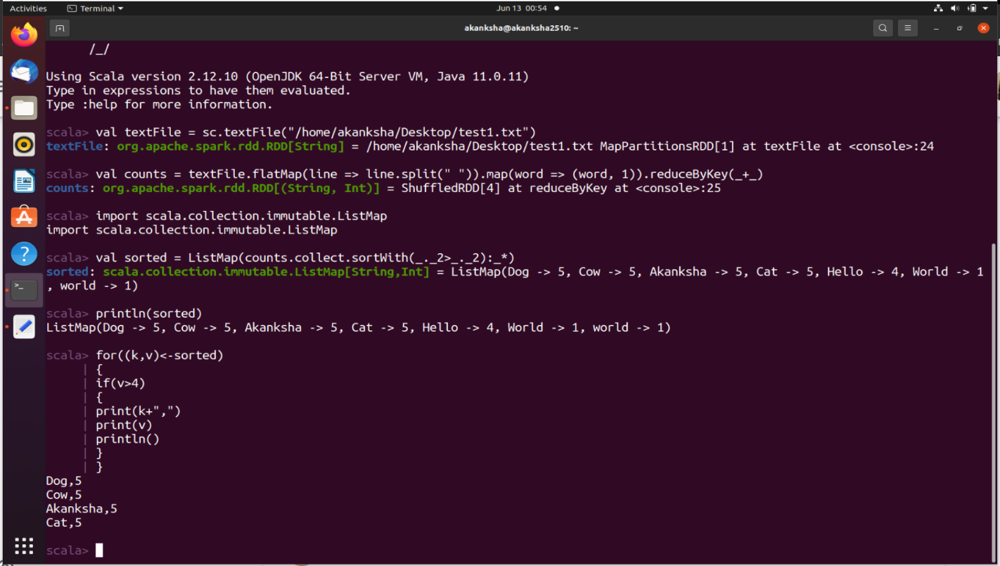 Activities Terminal Jun 13 00:54
akanksha@akanksha2510: ~
/_/
Using Scala version 2.12.10 (OpenJDK 64-Bit Server VM, Java 11.0.11)
Type in expressions to have them evaluated.
Type :help for more information.
scala> val textFile = sc.textFile("/home/akanksha/Desktop/test1.txt")
textFile: org.apache.spark.rdd.RDD[String] = /home/akanksha/Desktop/test1.txt MapPartitionsRDD[1] at textFile at <console>:24
scala> val counts = textFile.flatMap(line => line.split(" ")).map(word => (word, 1)).reduceByKey(_+_)
counts: org.apache.spark.rdd.RDD[(String, Int)] = ShuffledRDD[4] at reduceByKey at <console>:25
scala> import scala.collection.immutable.ListMap
import scala.collection.immutable.ListMap
scala> val sorted = ListMap(counts.collect.sortWith(_._2>_._2):_*)
sorted: scala.collection.immutable.ListMap[String,Int] = ListMap(Dog -> 5, Cow -> 5, Akanksha -> 5, Cat -> 5, Hello -> 4, World -> 1
, world -> 1)
scala> println(sorted)
ListMap(Dog -> 5, Cow -> 5, Akanksha -> 5, Cat -> 5, Hello -> 4, World -> 1, world -> 1)
scala> for((k,v)<-sorted)
| {
| if(v>4)
| {
| print(k+",")
| print(v)
| println()
| }
| }
Dog,5
Cow,5
Akanksha,5
Cat,5
scala>